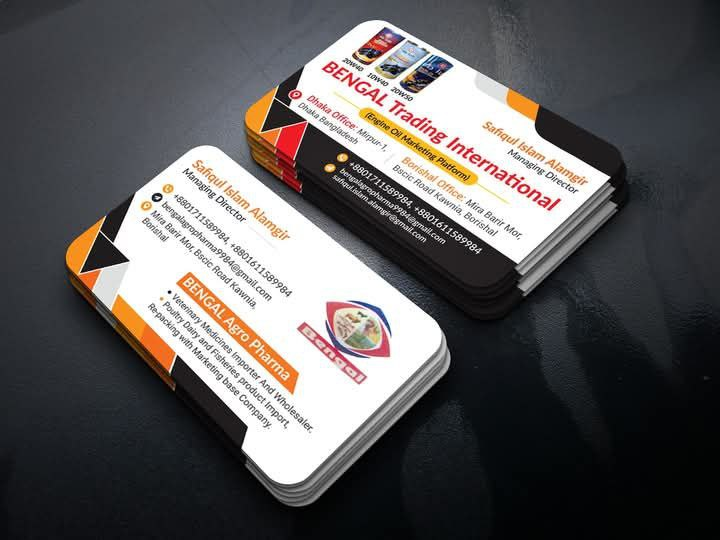 20W40 10W40 20W50
BENGAL Trading International
(Engine Oil Marketing Platform)
Safiqul Islam Alamgir
Managing Director
Dhaka Office: Mirpur-1,
Dhaka Bangladesh
Borishal Office: Mira Barir Mor,
Bscic Road Kawnia, Borishal
+8801711589984, +8801611589984
bengalagropharma9984@gmail.com
safiqul.islam.alamgir@gmail.com
Safiqul Islam Alamgir
Managing Director
+8801711589984, +8801611589984
bengalagropharma9984@gmail.com
Mira Barir Mor, Bscic Road Kawnia,
Borishal
BENGAL Agro Pharma
Veterinary Medicines Importer And Wholesaler.
Poultry Dairy and Fisheries product Import,
Re-packing with Marketing base Company.
Bengal